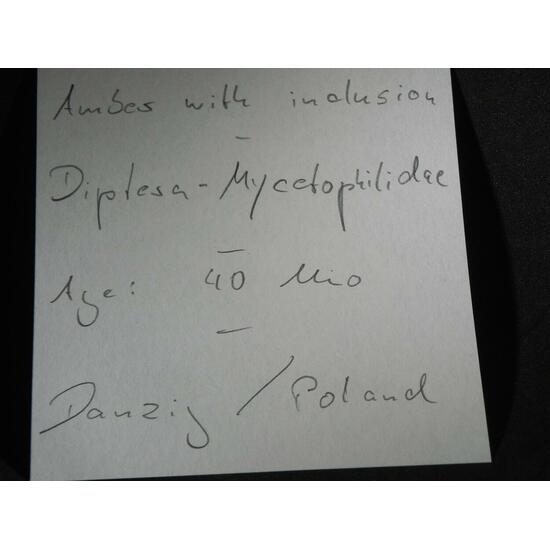 Amber with inclusion
-
Diptera - Mycetophilidae
-
Age: 40 Mio
-
Danzig / Poland